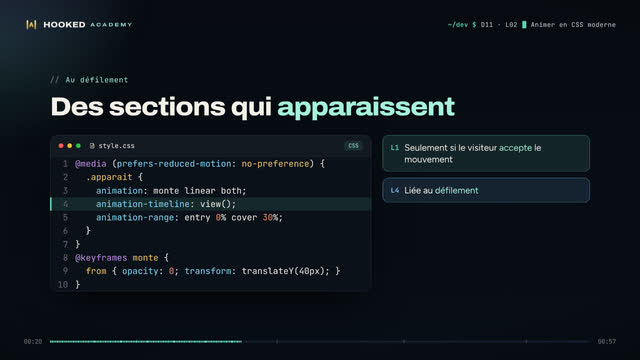 HOOKED ACADEMY
~/dev $ D11 · L02 Animer en CSS moderne
// Au défilement
Des sections qui apparaissent
style.css CSS
1 @media (prefers-reduced-motion: no-preference) {
2 .apparait {
3 animation: monte linear both;
4 animation-timeline: view();
5 animation-range: entry 0% cover 30%;
6 }
7 }
8 @keyframes monte {
9 from { opacity: 0; transform: translateY(40px); }
10 }
L1 Seulement si le visiteur accepte le
mouvement
L4 Liée au défilement
00:20 00:57